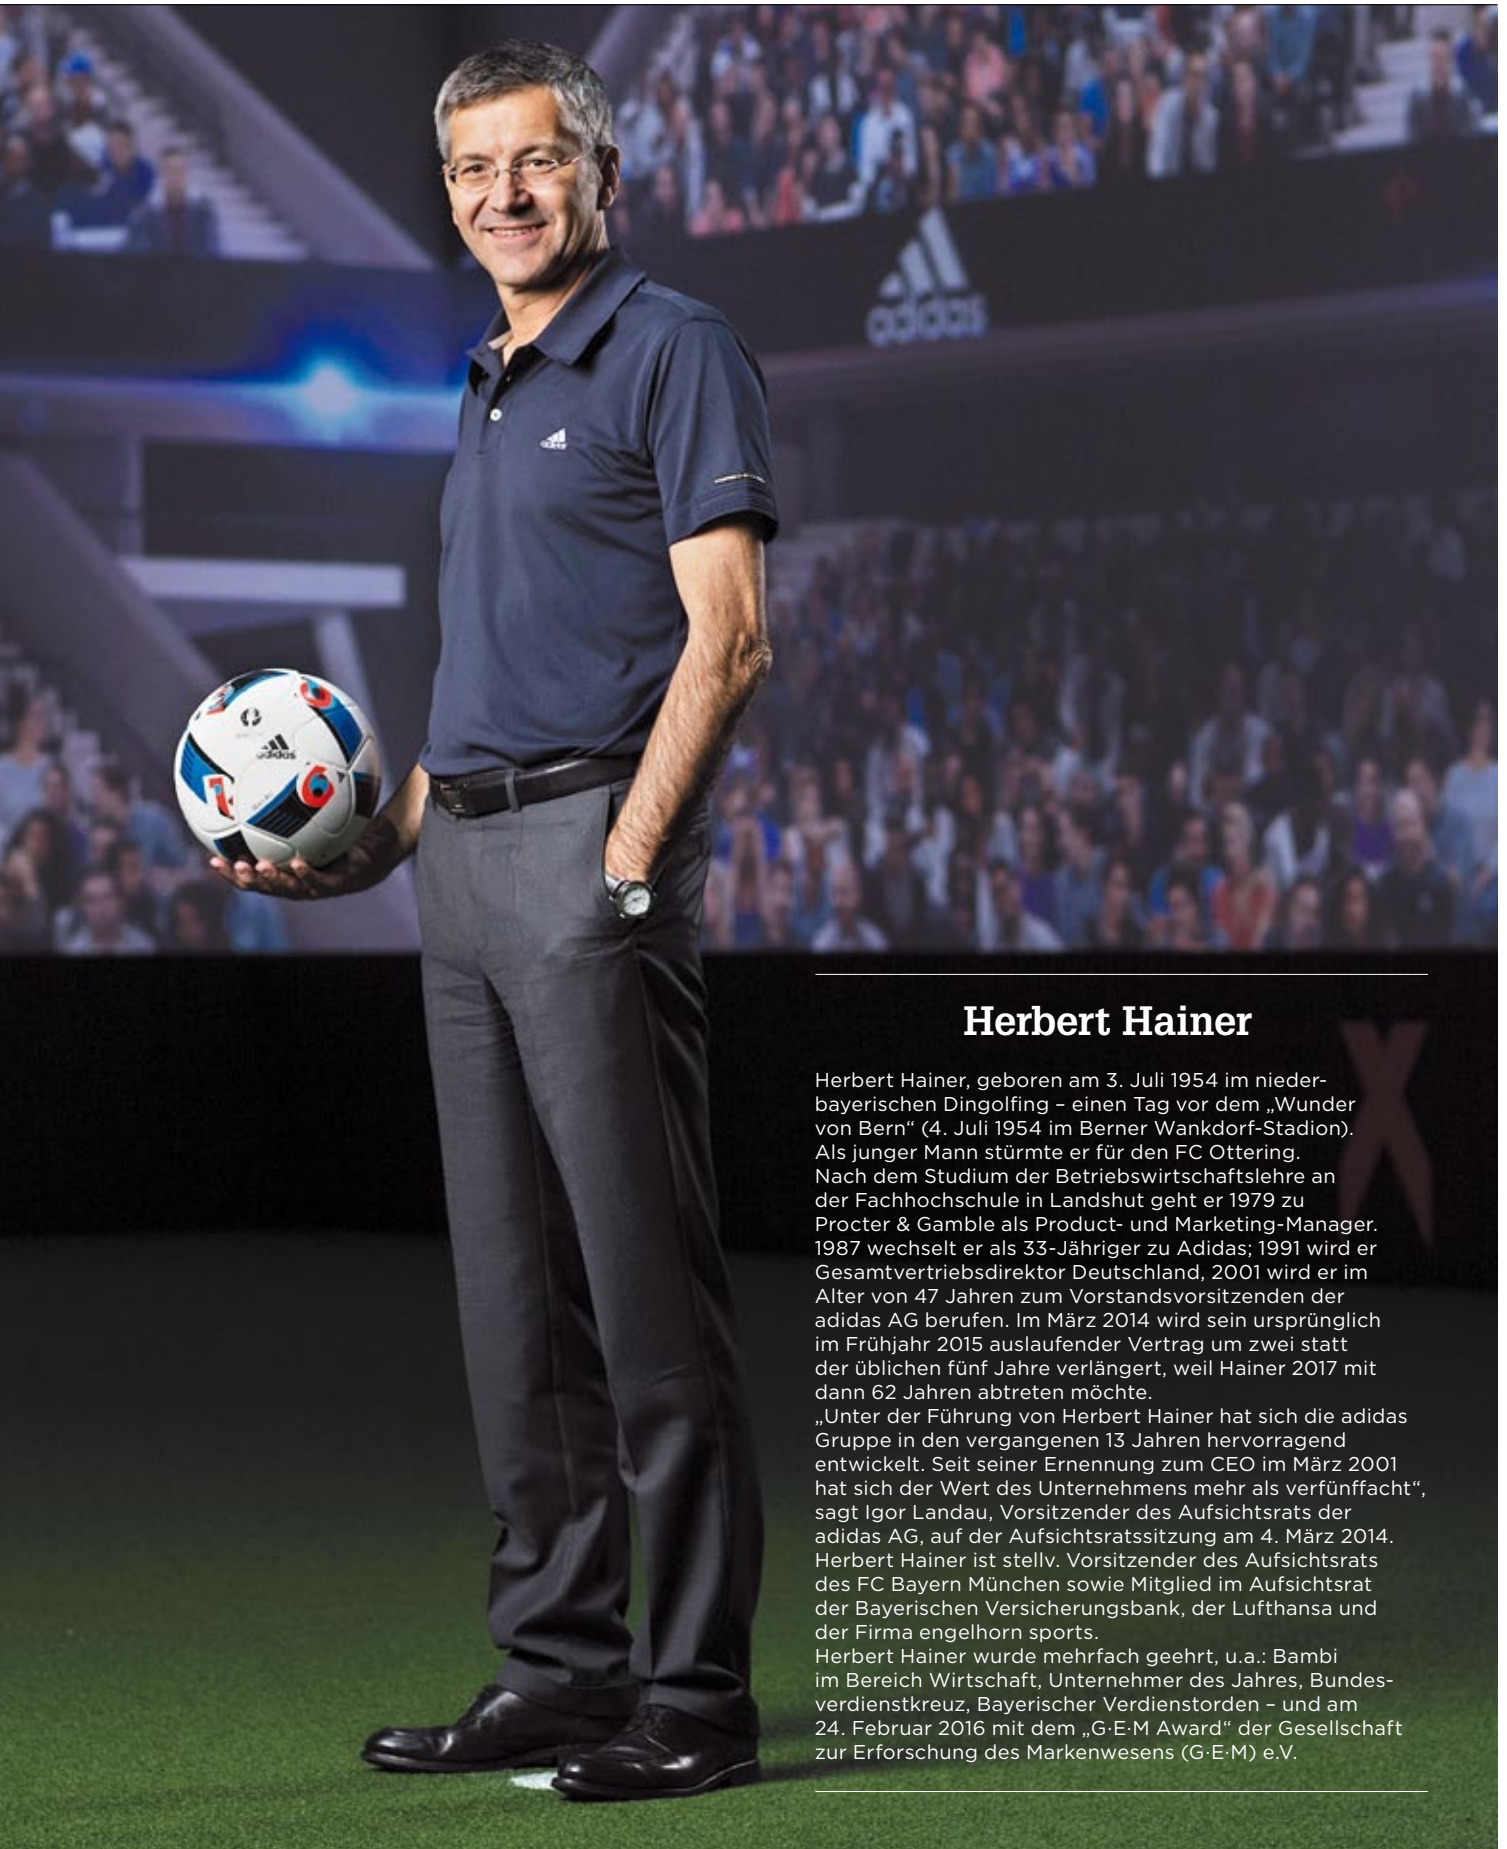 adidas
adidas
adidas
Herbert Hainer
Herbert Hainer, geboren am 3. Juli 1954 im nieder-
bayerischen Dingolfing – einen Tag vor dem „Wunder
von Bern“ (4. Juli 1954 im Berner Wankdorf-Stadion).
Als junger Mann stürmte er für den FC Ottering.
Nach dem Studium der Betriebswirtschaftslehre an
der Fachhochschule in Landshut geht er 1979 zu
Procter & Gamble als Product- und Marketing-Manager.
1987 wechselt er als 33-Jähriger zu Adidas; 1991 wird er
Gesamtvertriebsdirektor Deutschland, 2001 wird er im
Alter von 47 Jahren zum Vorstandsvorsitzenden der
adidas AG berufen. Im März 2014 wird sein ursprünglich
im Frühjahr 2015 auslaufender Vertrag um zwei statt
der üblichen fünf Jahre verlängert, weil Hainer 2017 mit
dann 62 Jahren abtreten möchte.
„Unter der Führung von Herbert Hainer hat sich die adidas
Gruppe in den vergangenen 13 Jahren hervorragend
entwickelt. Seit seiner Ernennung zum CEO im März 2001
hat sich der Wert des Unternehmens mehr als verfünffacht“,
sagt Igor Landau, Vorsitzender des Aufsichtsrats der
adidas AG, auf der Aufsichtsratssitzung am 4. März 2014.
Herbert Hainer ist stellv. Vorsitzender des Aufsichtsrats
des FC Bayern München sowie Mitglied im Aufsichtsrat
der Bayerischen Versicherungsbank, der Lufthansa und
der Firma engelhorn sports.
Herbert Hainer wurde mehrfach geehrt, u.a.: Bambi
im Bereich Wirtschaft, Unternehmer des Jahres, Bundes-
verdienstkreuz, Bayerischer Verdienstorden – und am
24. Februar 2016 mit dem „G·E·M Award“ der Gesellschaft
zur Erforschung des Markenwesens (G·E·M) e.V.